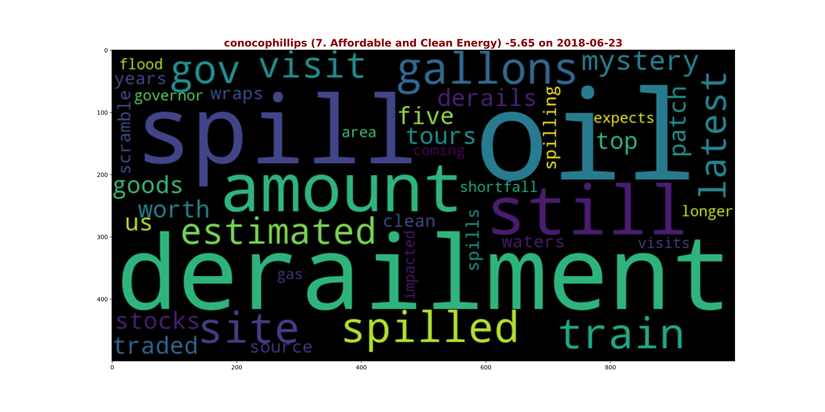 conocophillips (7. Affordable and Clean Energy) -5.65 on 2018-06-23
0
100
200
300
400
0
200
400
600
800
flood
gov
visit
gallons
mystery
years
governor
wraps
derails
scramble
spill
area
five
tours
coming
oil
spilling
expects
top
patch
latest
goods
amount
shortfall
still
longer
worth
us
estimated
clean
impacted
spills
waters
visits
derailment
gas
stocks
site
spilled
train
traded
source